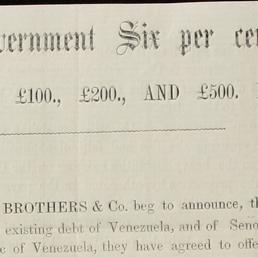 vernment Six per cen
£100., £200., AND £500.
BROTHERS & Co. beg to announce, th
existing debt of Venezuela, and of Seno
c of Venezuela, they have agreed to offe